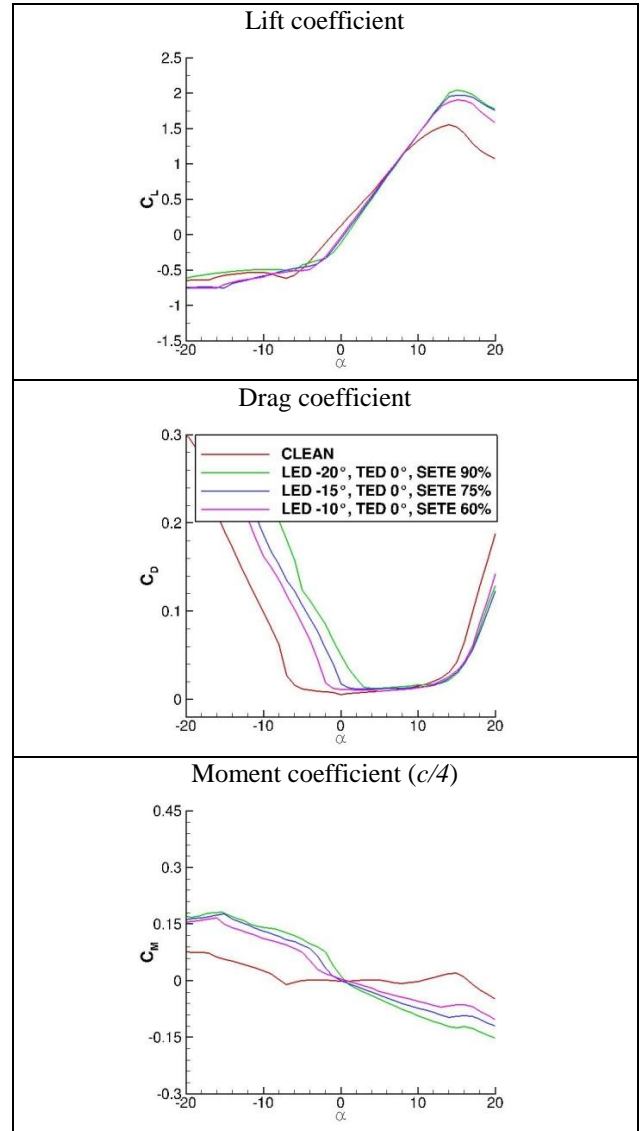 Lift coefficient
2.5
2
1.5
1
0.5
0
-0.5
-1
-1.5
C_L
-20
-10
0
10
20
α
Drag coefficient
0.3
0.2
0.1
0
C_D
CLEAN
LED -20°, TED 0°, SETE 90%
LED -15°, TED 0°, SETE 75%
LED -10°, TED 0°, SETE 60%
-20
-10
0
10
20
α
Moment coefficient (c/4)
0.45
0.3
0.15
0
-0.15
-0.3
C_M
-20
-10
0
10
20
α